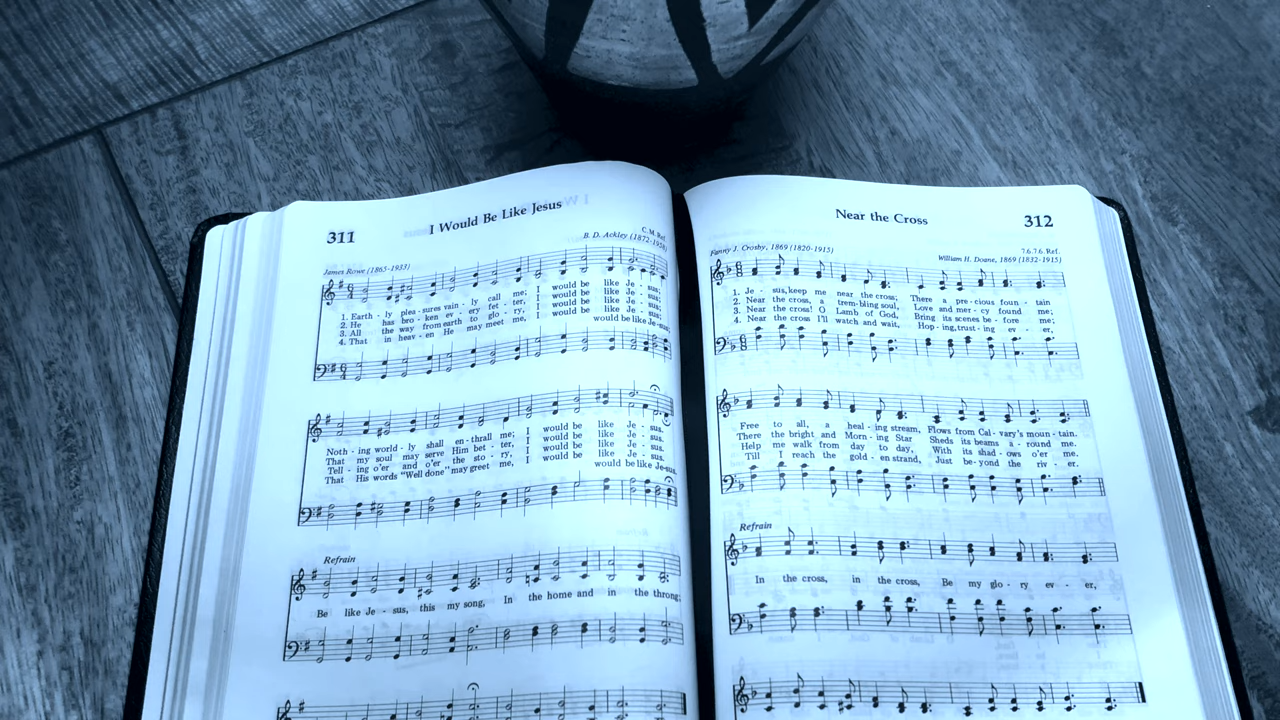 311
I Would Be Like Jesus
C. M. Ref.
James Rowe (1865-1933)
B. D. Ackley (1872-1958)
1. Earth - ly plea - sures vain - ly call me; I would be like Je - sus;
2. He has bro - ken ev - ery fet - ter, I would be like Je - sus;
3. All the way from earth to glo - ry, I would be like Je - sus;
4. That in heav - en He may meet me, I would be like Je-sus;
Noth - ing world - ly shall en - thrall me; I would be like Je - sus.
That my soul may serve Him bet - ter, I would be like Je - sus.
Tell - ing o'er and o'er the sto - ry, I would be like Je - sus.
That His words "Well done" may greet me, I would be like Je-sus.
Refrain
Be like Je - sus, this my song, In the home and in the throng;
Near the Cross
312
Fanny J. Crosby, 1869 (1820-1915)
7.6.7.6. Ref.
William H. Doane, 1869 (1832-1915)
1. Je - sus, keep me near the cross; There a pre - cious foun - tain
2. Near the cross, a trem - bling soul, Love and mer - cy found me;
3. Near the cross! O Lamb of God, Bring its scenes be - fore me;
4. Near the cross I'll watch and wait, Hop - ing, trust - ing ev - er,
Free to all, a heal - ing stream, Flows from Cal - vary's moun - tain.
There the bright and Morn - ing Star Sheds its beams a - round me.
Help me walk from day to day, With its shad - ows o'er me.
Till I reach the gold - en strand, Just be - yond the riv - er.
Refrain
In the cross, in the cross, Be my glo - ry ev - er,